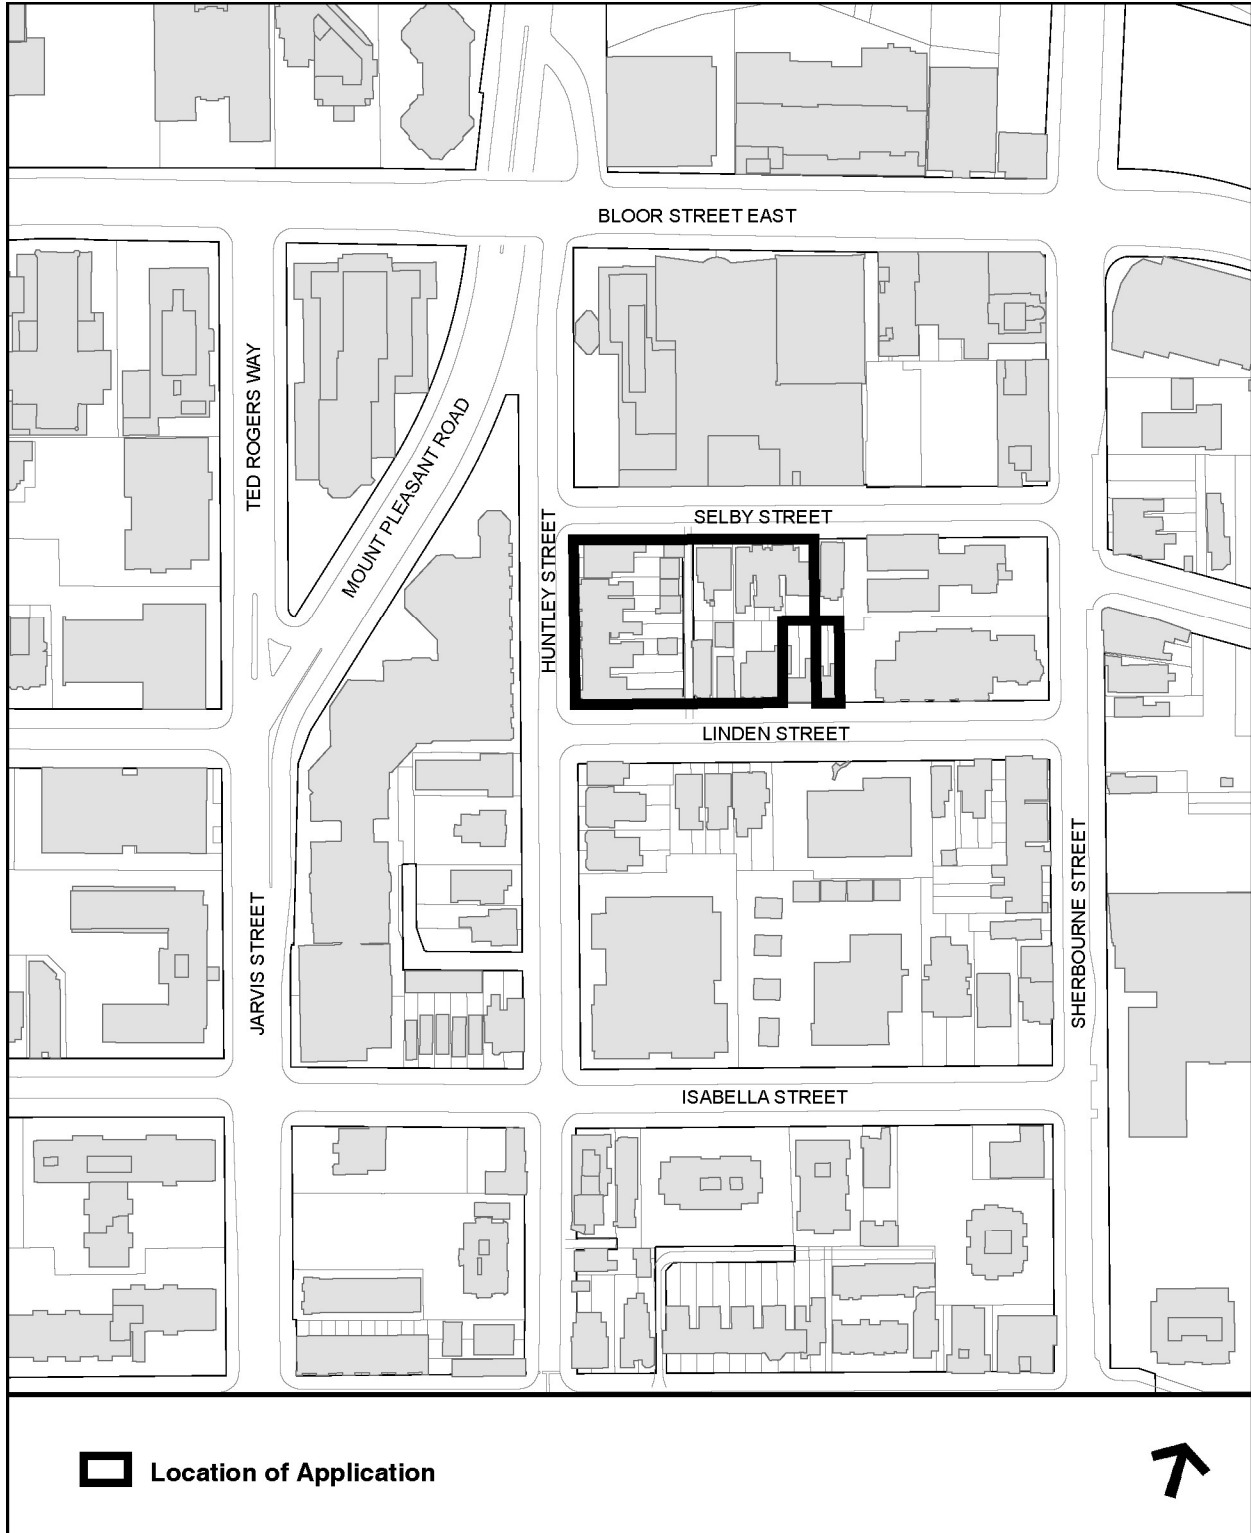 BLOOR STREET EAST
TED ROGERS WAY
MOUNT PLEASANT ROAD
SELBY STREET
HUNTLEY STREET
LINDEN STREET
SHERBOURNE STREET
JARVIS STREET
ISABELLA STREET
Location of Application